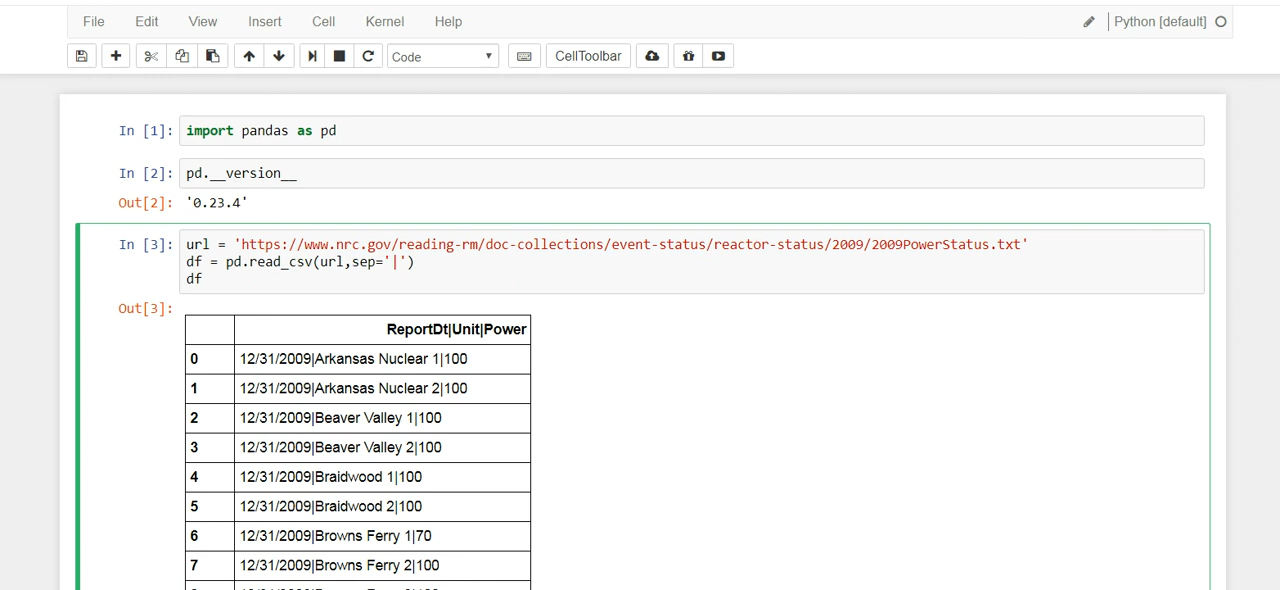 File Edit View Insert Cell Kernel Help Python [default]
Code CellToolbar
In [1]: import pandas as pd
In [2]: pd.__version__
Out[2]: '0.23.4'
In [3]: url = 'https://www.nrc.gov/reading-rm/doc-collections/event-status/reactor-status/2009/2009PowerStatus.txt'
df = pd.read_csv(url,sep='|')
df
Out[3]:
ReportDt|Unit|Power
0 12/31/2009|Arkansas Nuclear 1|100
1 12/31/2009|Arkansas Nuclear 2|100
2 12/31/2009|Beaver Valley 1|100
3 12/31/2009|Beaver Valley 2|100
4 12/31/2009|Braidwood 1|100
5 12/31/2009|Braidwood 2|100
6 12/31/2009|Browns Ferry 1|70
7 12/31/2009|Browns Ferry 2|100